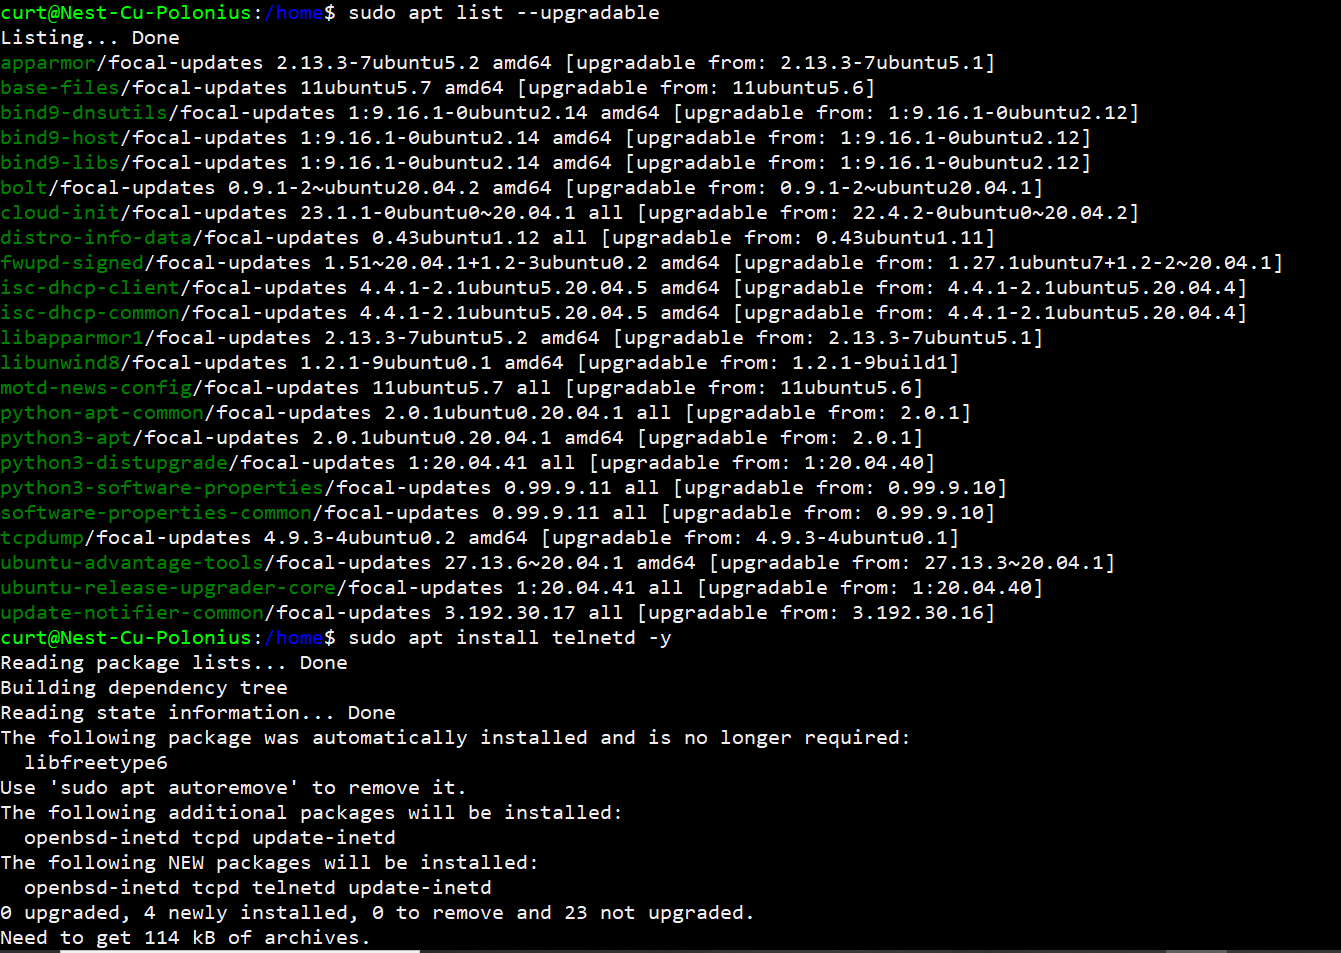 curt@Nest-Cu-Polonius:/home$ sudo apt list --upgradable
Listing... Done
apparmor/focal-updates 2.13.3-7ubuntu5.2 amd64 [upgradable from: 2.13.3-7ubuntu5.1]
base-files/focal-updates 11ubuntu5.7 amd64 [upgradable from: 11ubuntu5.6]
bind9-dnsutils/focal-updates 1:9.16.1-0ubuntu2.14 amd64 [upgradable from: 1:9.16.1-0ubuntu2.12]
bind9-host/focal-updates 1:9.16.1-0ubuntu2.14 amd64 [upgradable from: 1:9.16.1-0ubuntu2.12]
bind9-libs/focal-updates 1:9.16.1-0ubuntu2.14 amd64 [upgradable from: 1:9.16.1-0ubuntu2.12]
bolt/focal-updates 0.9.1-2~ubuntu20.04.2 amd64 [upgradable from: 0.9.1-2~ubuntu20.04.1]
cloud-init/focal-updates 23.1.1-0ubuntu0~20.04.1 all [upgradable from: 22.4.2-0ubuntu0~20.04.2]
distro-info-data/focal-updates 0.43ubuntu1.12 all [upgradable from: 0.43ubuntu1.11]
fwupd-signed/focal-updates 1.51~20.04.1+1.2-3ubuntu0.2 amd64 [upgradable from: 1.27.1ubuntu7+1.2-2~20.04.1]
isc-dhcp-client/focal-updates 4.4.1-2.1ubuntu5.20.04.5 amd64 [upgradable from: 4.4.1-2.1ubuntu5.20.04.4]
isc-dhcp-common/focal-updates 4.4.1-2.1ubuntu5.20.04.5 amd64 [upgradable from: 4.4.1-2.1ubuntu5.20.04.4]
libapparmor1/focal-updates 2.13.3-7ubuntu5.2 amd64 [upgradable from: 2.13.3-7ubuntu5.1]
libunwind8/focal-updates 1.2.1-9ubuntu0.1 amd64 [upgradable from: 1.2.1-9build1]
motd-news-config/focal-updates 11ubuntu5.7 all [upgradable from: 11ubuntu5.6]
python-apt-common/focal-updates 2.0.1ubuntu0.20.04.1 all [upgradable from: 2.0.1]
python3-apt/focal-updates 2.0.1ubuntu0.20.04.1 amd64 [upgradable from: 2.0.1]
python3-distupgrade/focal-updates 1:20.04.41 all [upgradable from: 1:20.04.40]
python3-software-properties/focal-updates 0.99.9.11 all [upgradable from: 0.99.9.10]
software-properties-common/focal-updates 0.99.9.11 all [upgradable from: 0.99.9.10]
tcpdump/focal-updates 4.9.3-4ubuntu0.2 amd64 [upgradable from: 4.9.3-4ubuntu0.1]
ubuntu-advantage-tools/focal-updates 27.13.6~20.04.1 amd64 [upgradable from: 27.13.3~20.04.1]
ubuntu-release-upgrader-core/focal-updates 1:20.04.41 all [upgradable from: 1:20.04.40]
update-notifier-common/focal-updates 3.192.30.17 all [upgradable from: 3.192.30.16]
curt@Nest-Cu-Polonius:/home$ sudo apt install telnetd -y
Reading package lists... Done
Building dependency tree
Reading state information... Done
The following package was automatically installed and is no longer required:
  libfreetype6
Use 'sudo apt autoremove' to remove it.
The following additional packages will be installed:
  openbsd-inetd tcpd update-inetd
The following NEW packages will be installed:
  openbsd-inetd tcpd telnetd update-inetd
0 upgraded, 4 newly installed, 0 to remove and 23 not upgraded.
Need to get 114 kB of archives.